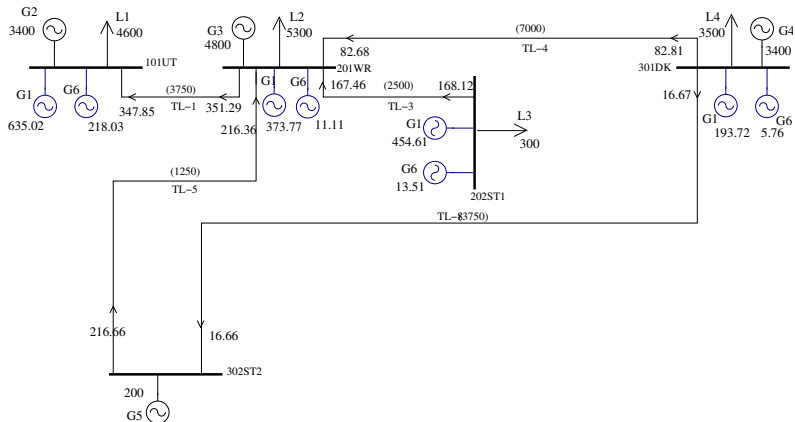 G2
3400
L1
4600
101UT
G1
635.02
G6
218.03
347.85
(3750)
TL−1
351.29
G3
4800
L2
5300
201WR
G1
373.77
G6
11.11
216.36
82.68
167.46
(7000)
TL−4
82.81
(2500)
TL−3
168.12
G1
454.61
G6
13.51
L3
300
202ST1
L4
3500
G4
3400
301DK
16.67
G1
193.72
G6
5.76
(1250)
TL−5
(3750)
216.66
16.66
302ST2
200
G5